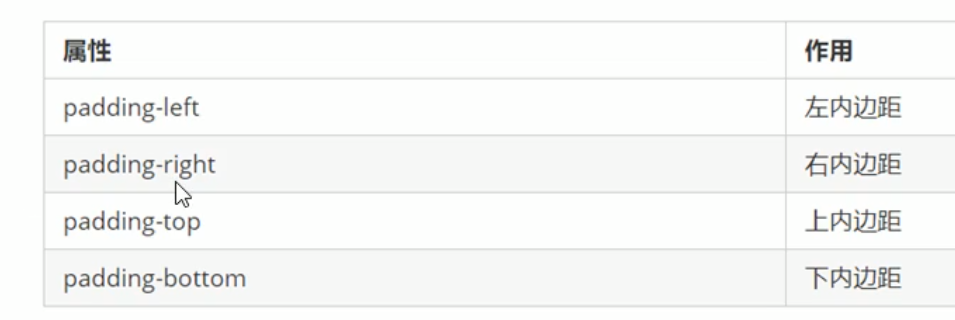 属性 作用
padding-left 左内边距
padding-right 右内边距
padding-top 上内边距
padding-bottom 下内边距